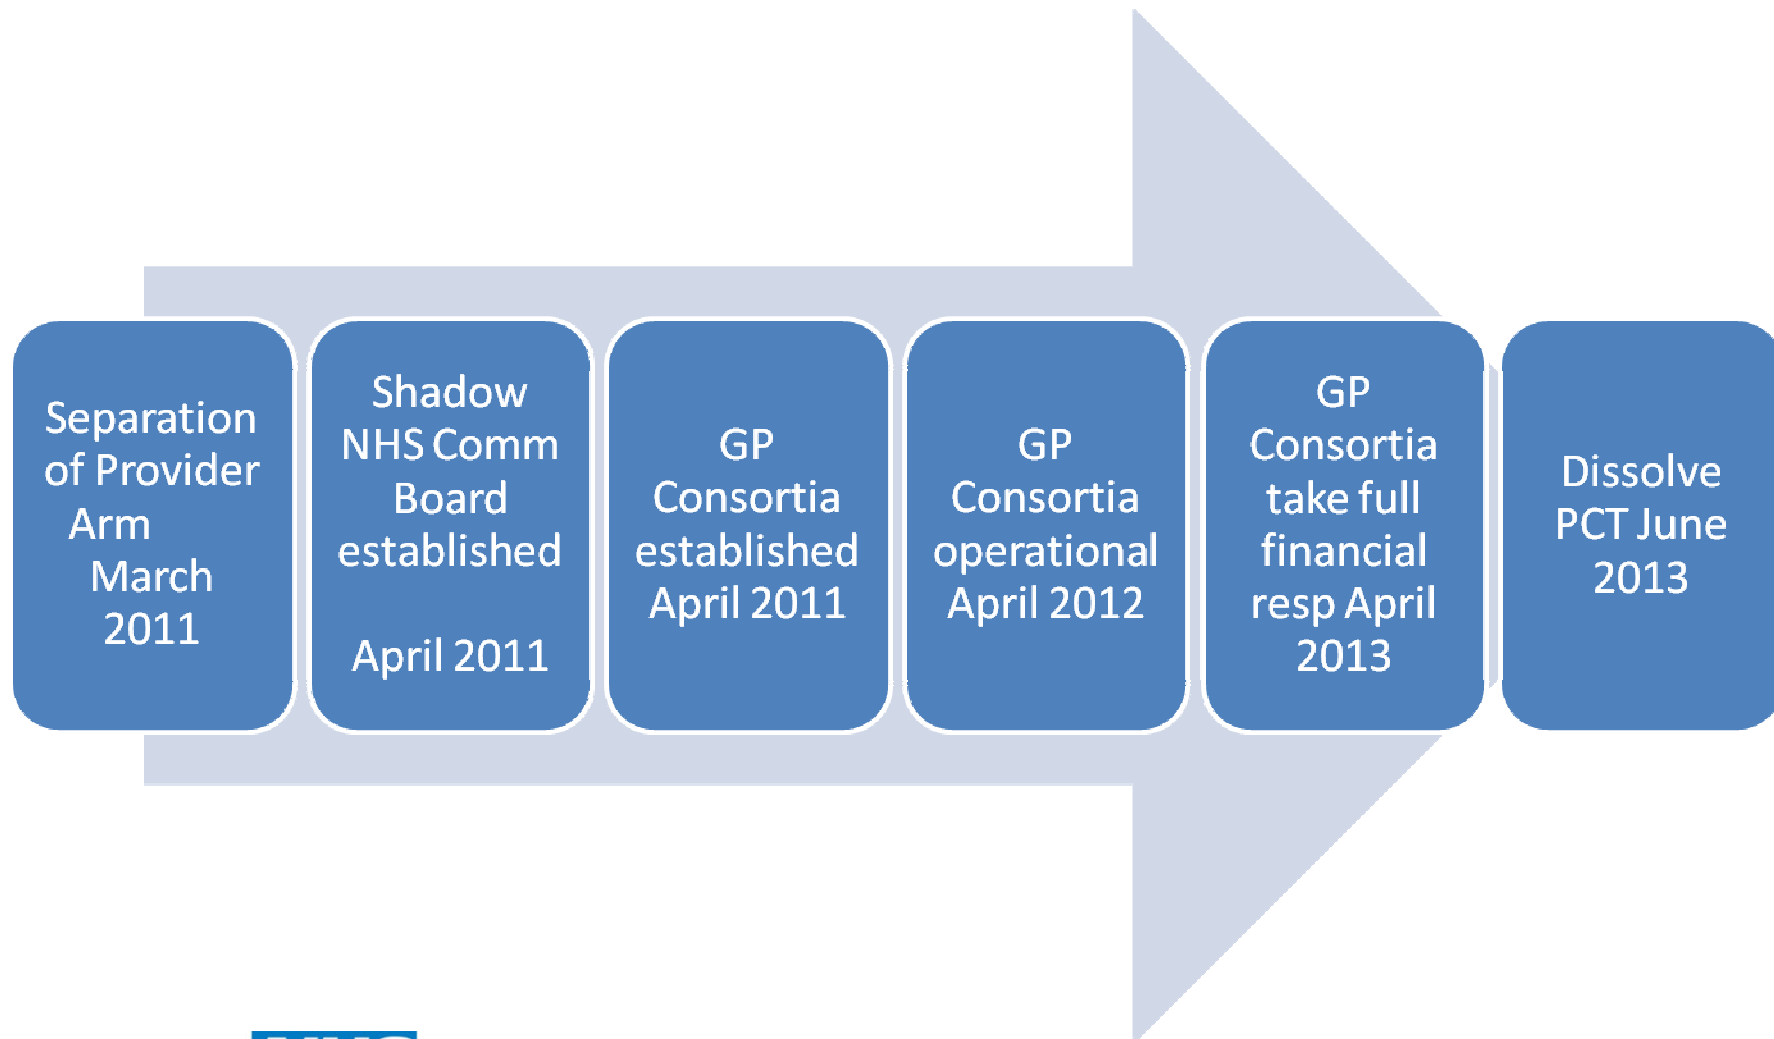 Separation
of Provider
Arm
March
2011
Shadow
NHS Comm
Board
established
April 2011
GP
Consortia
established
April 2011
GP
Consortia
operational
April 2012
GP
Consortia
take full
financial
resp April
2013
Dissolve
PCT June
2013